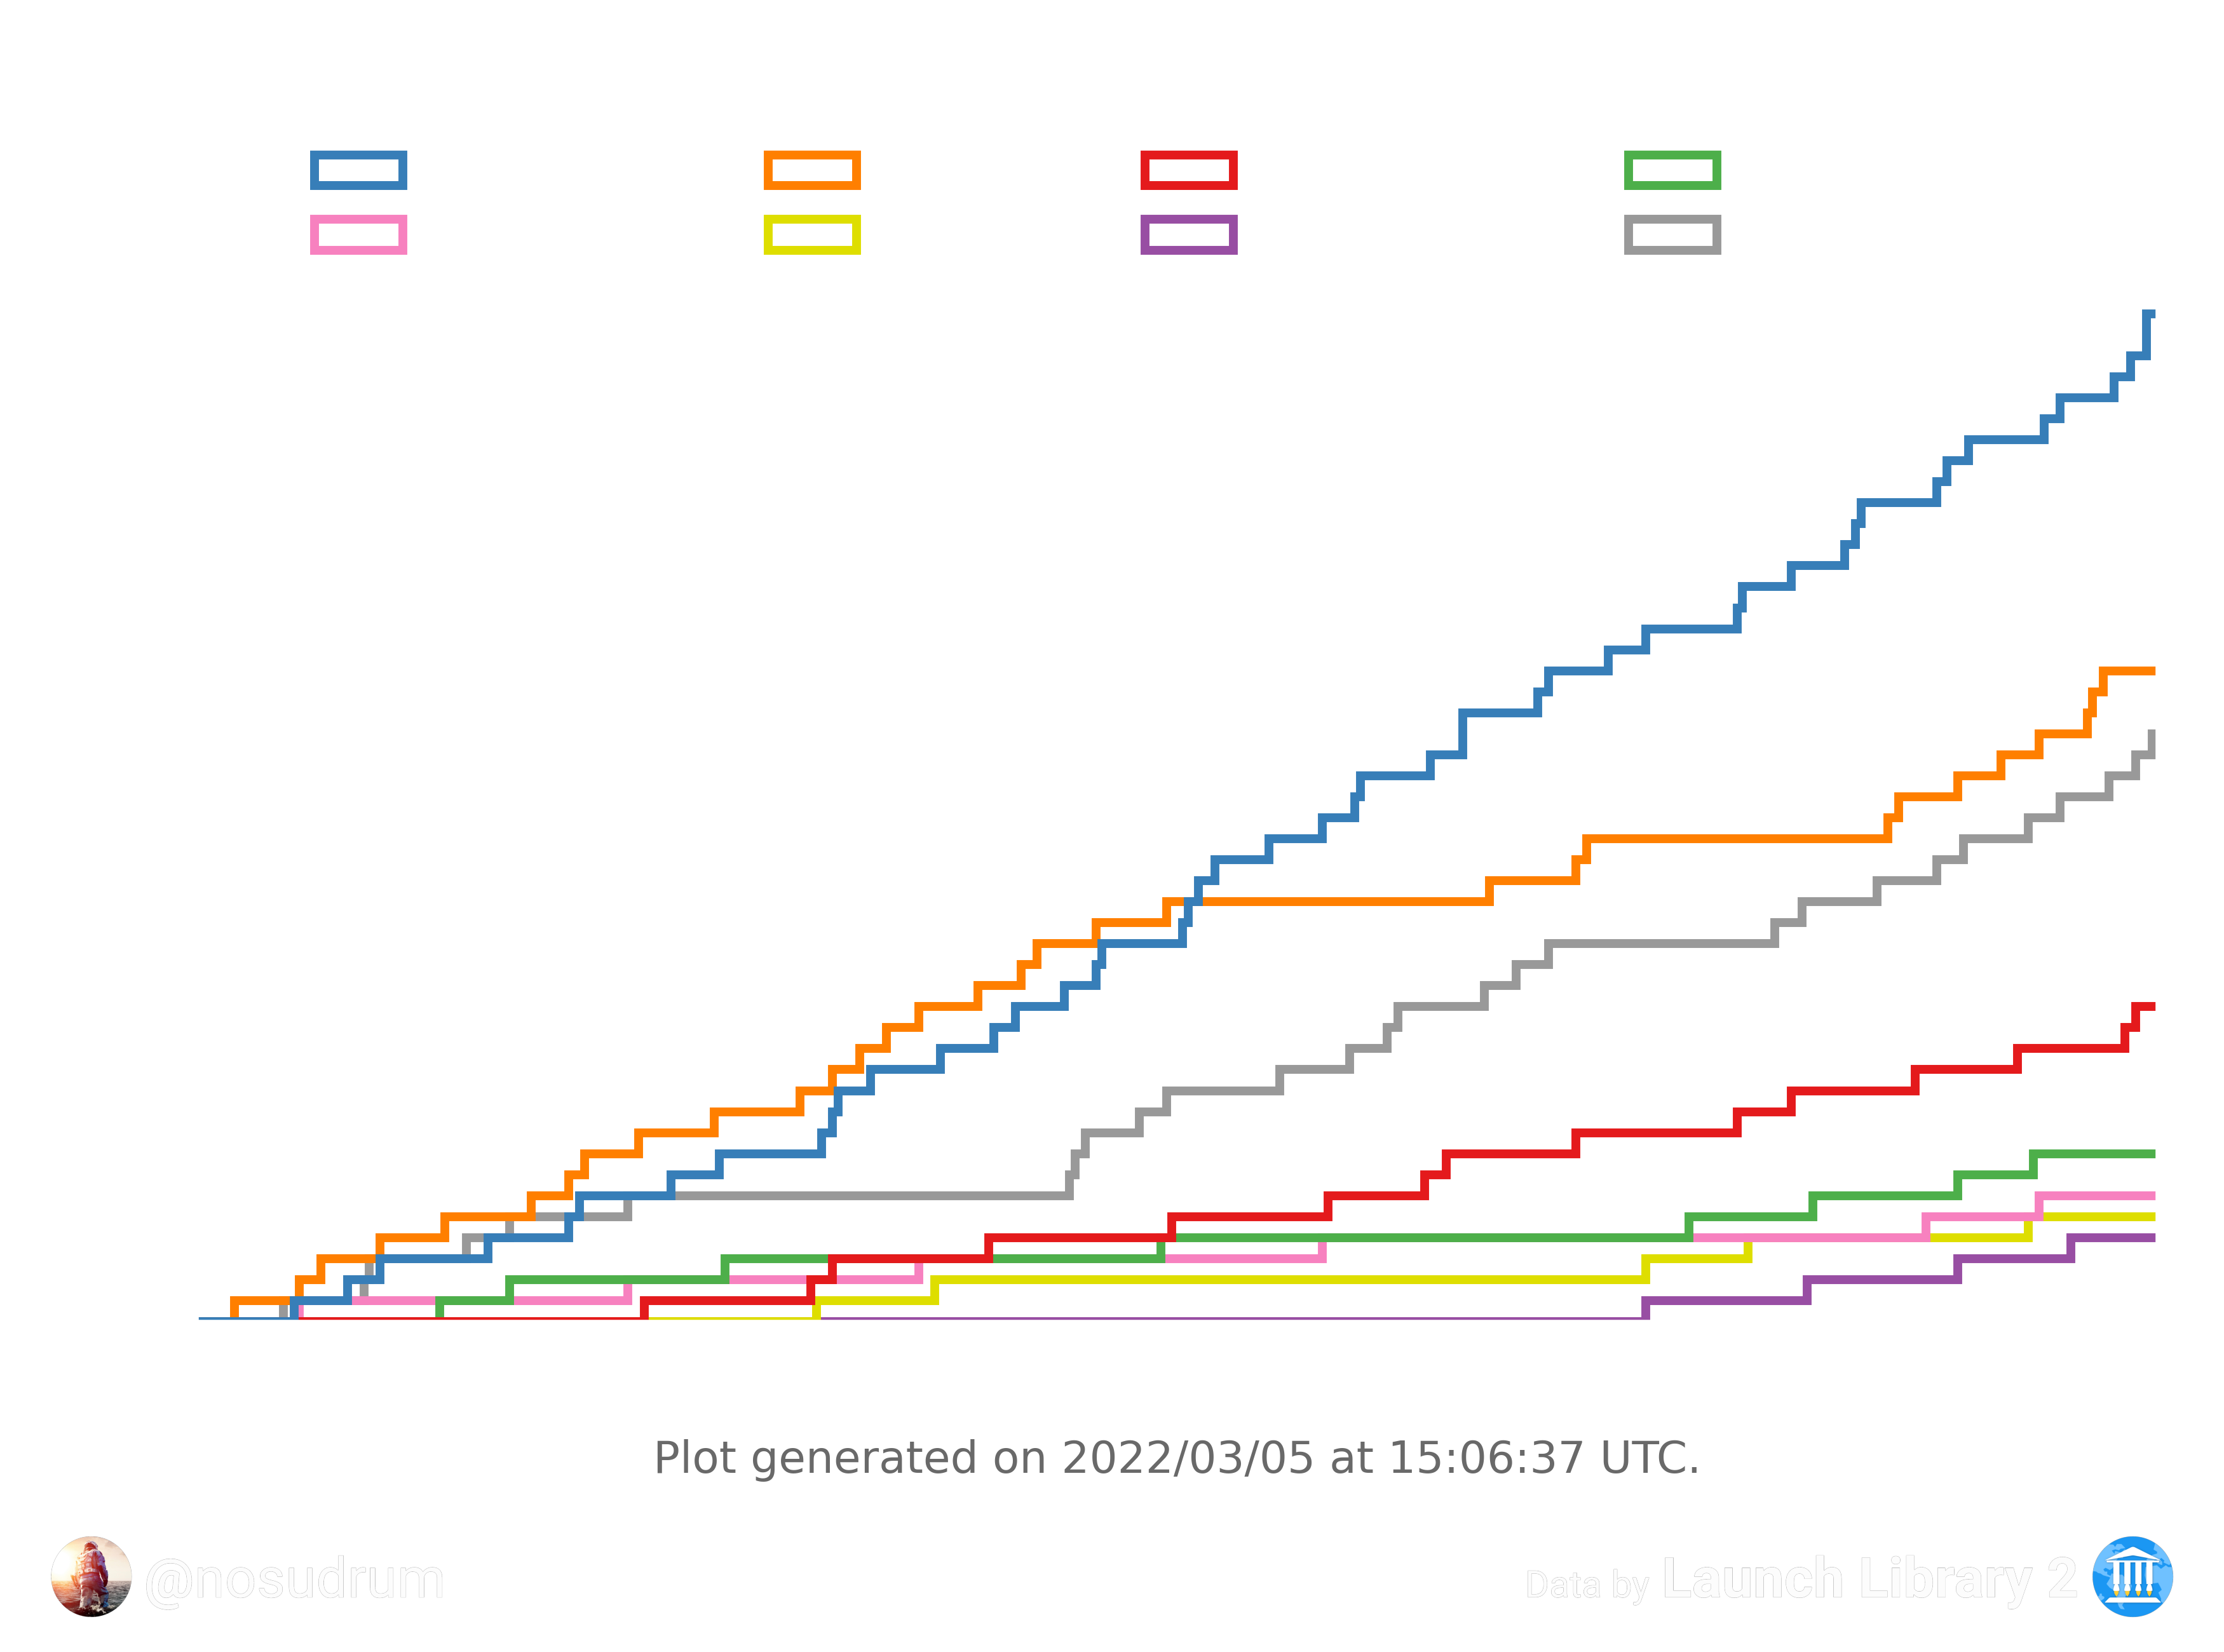 Plot generated on 2022/03/05 at 15:06:37 UTC.
@nosudrum
Data by Launch Library 2